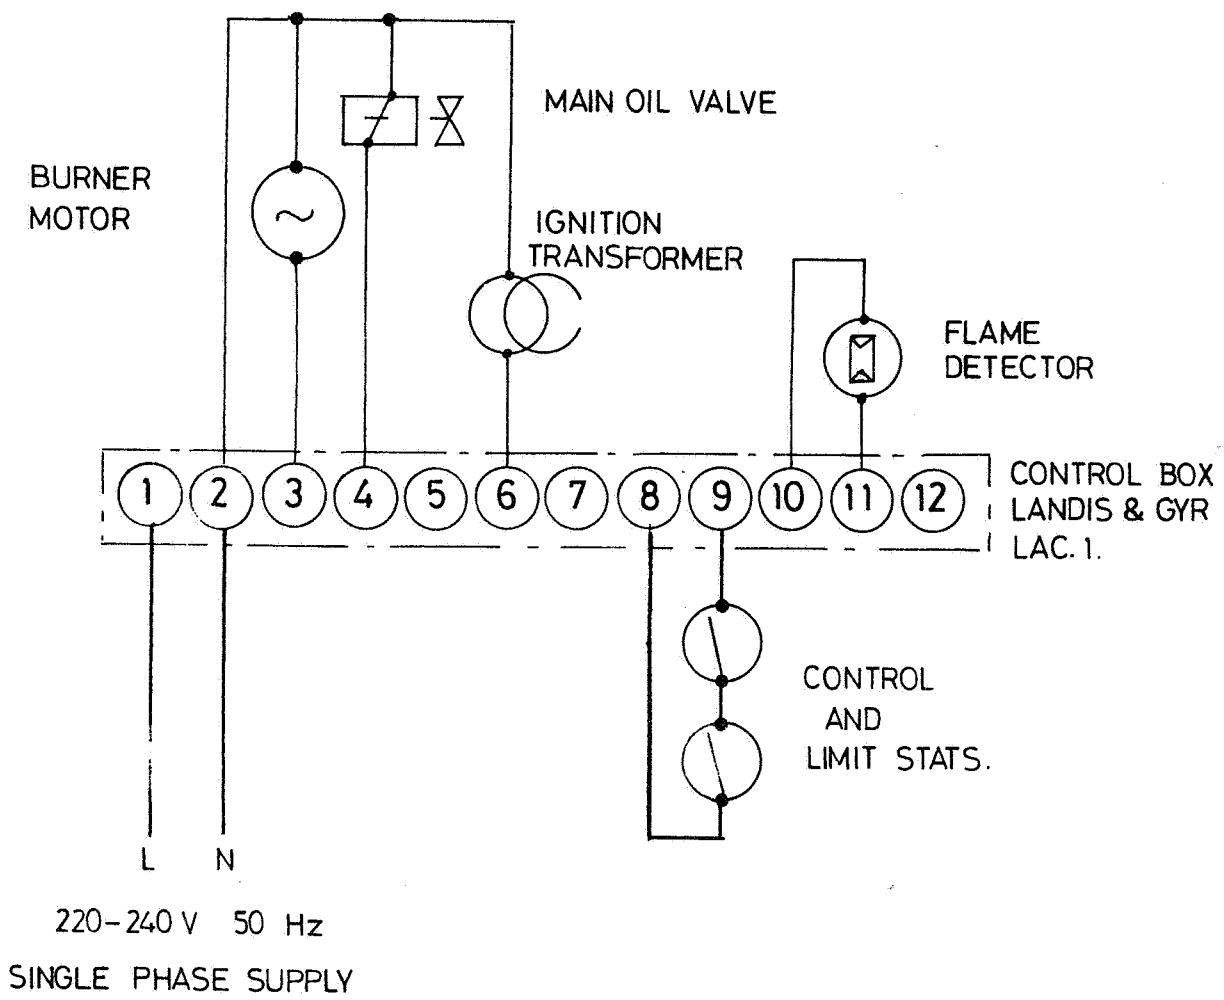 MAIN OIL VALVE
BURNER
MOTOR
IGNITION
TRANSFORMER
FLAME
DETECTOR
1 2 3 4 5 6 7 8 9 10 11 12
CONTROL BOX
LANDIS & GYR
LAC. 1.
CONTROL
AND
LIMIT STATS.
L N
220-240 V 50 Hz
SINGLE PHASE SUPPLY